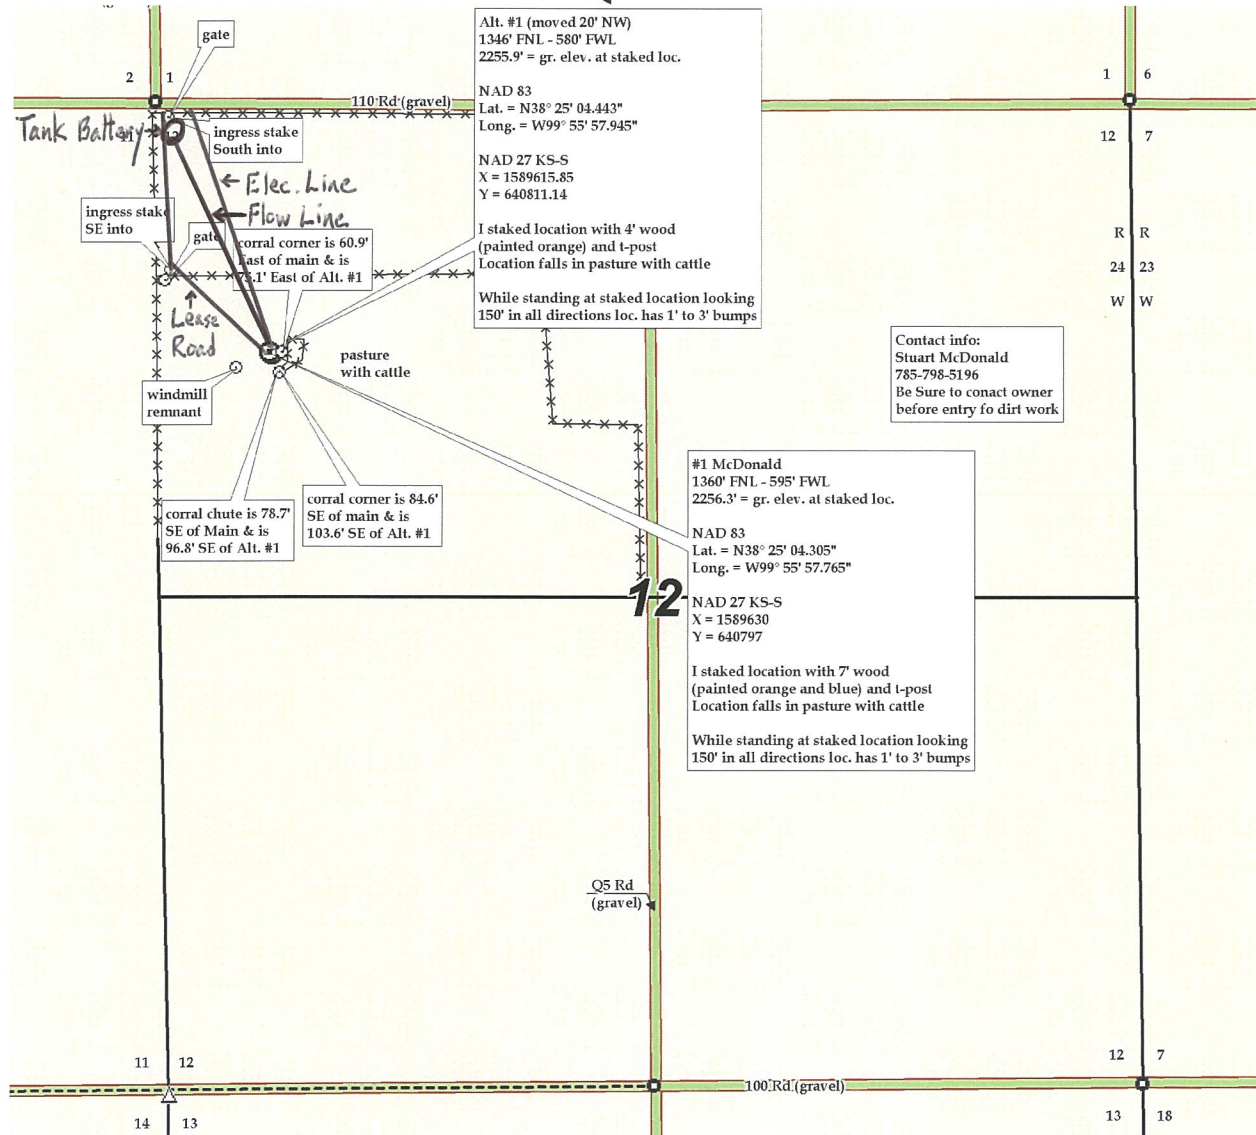 gate
2 1
110 Rd (gravel)
1 6
Tank Battery
11 12
ingress stake
South into
12 7
← Elec. Line
← Flow Line
ingress stake
SE into
gate
corral corner is 60.9'
East of main & is
75.1' East of Alt. #1
Lease
Road
Alt. #1 (moved 20' NW)
1346' FNL - 580' FWL
2255.9' = gr. elev. at staked loc.
NAD 83
Lat. = N38° 25' 04.443"
Long. = W99° 55' 57.945"
NAD 27 KS-S
X = 1589615.85
Y = 640811.14
I staked location with 4' wood
(painted orange) and t-post
Location falls in pasture with cattle
While standing at staked location looking
150' in all directions loc. has 1' to 3' bumps
R R
24 23
W W
pasture
with cattle
windmill
remnant
Contact info:
Stuart McDonald
785-798-5196
Be Sure to conact owner
before entry fo dirt work
corral chute is 78.7'
SE of Main & is
96.8' SE of Alt. #1
corral corner is 84.6'
SE of main & is
103.6' SE of Alt. #1
#1 McDonald
1360' FNL - 595' FWL
2256.3' = gr. elev. at staked loc.
NAD 83
Lat. = N38° 25' 04.305"
Long. = W99° 55' 57.765"
NAD 27 KS-S
X = 1589630
Y = 640797
I staked location with 7' wood
(painted orange and blue) and t-post
Location falls in pasture with cattle
While standing at staked location looking
150' in all directions loc. has 1' to 3' bumps
12
Q5 Rd
(gravel)
11 12
12 7
100 Rd (gravel)
14 13
13 18